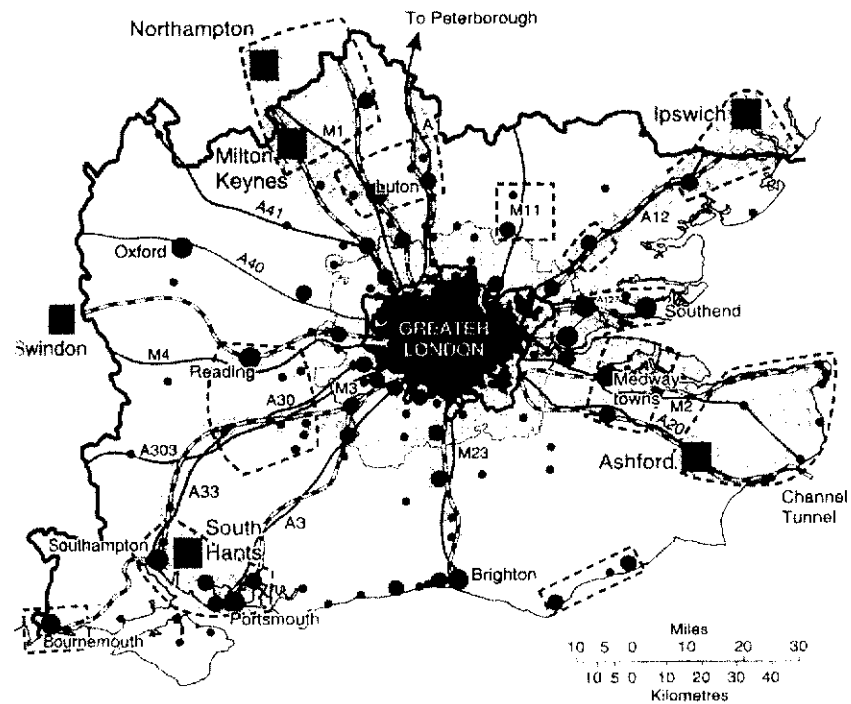 To Peterborough
Northampton
Ipswich
M1
A
Milton
Keynes
Luton
M11
A12
A41
Oxford
A40
A127
Southend
GREATER
LONDON
Swindon
M4
Reading
M3
A30
Medway
towns
M2
A20
A303
M23
Ashford
A33
A3
Channel
Tunnel
Southampton
South
Hants
Brighton
Portsmouth
Bournemouth
Miles
10 5 0 10 20 30
10 5 0 10 20 30 40
Kilometres